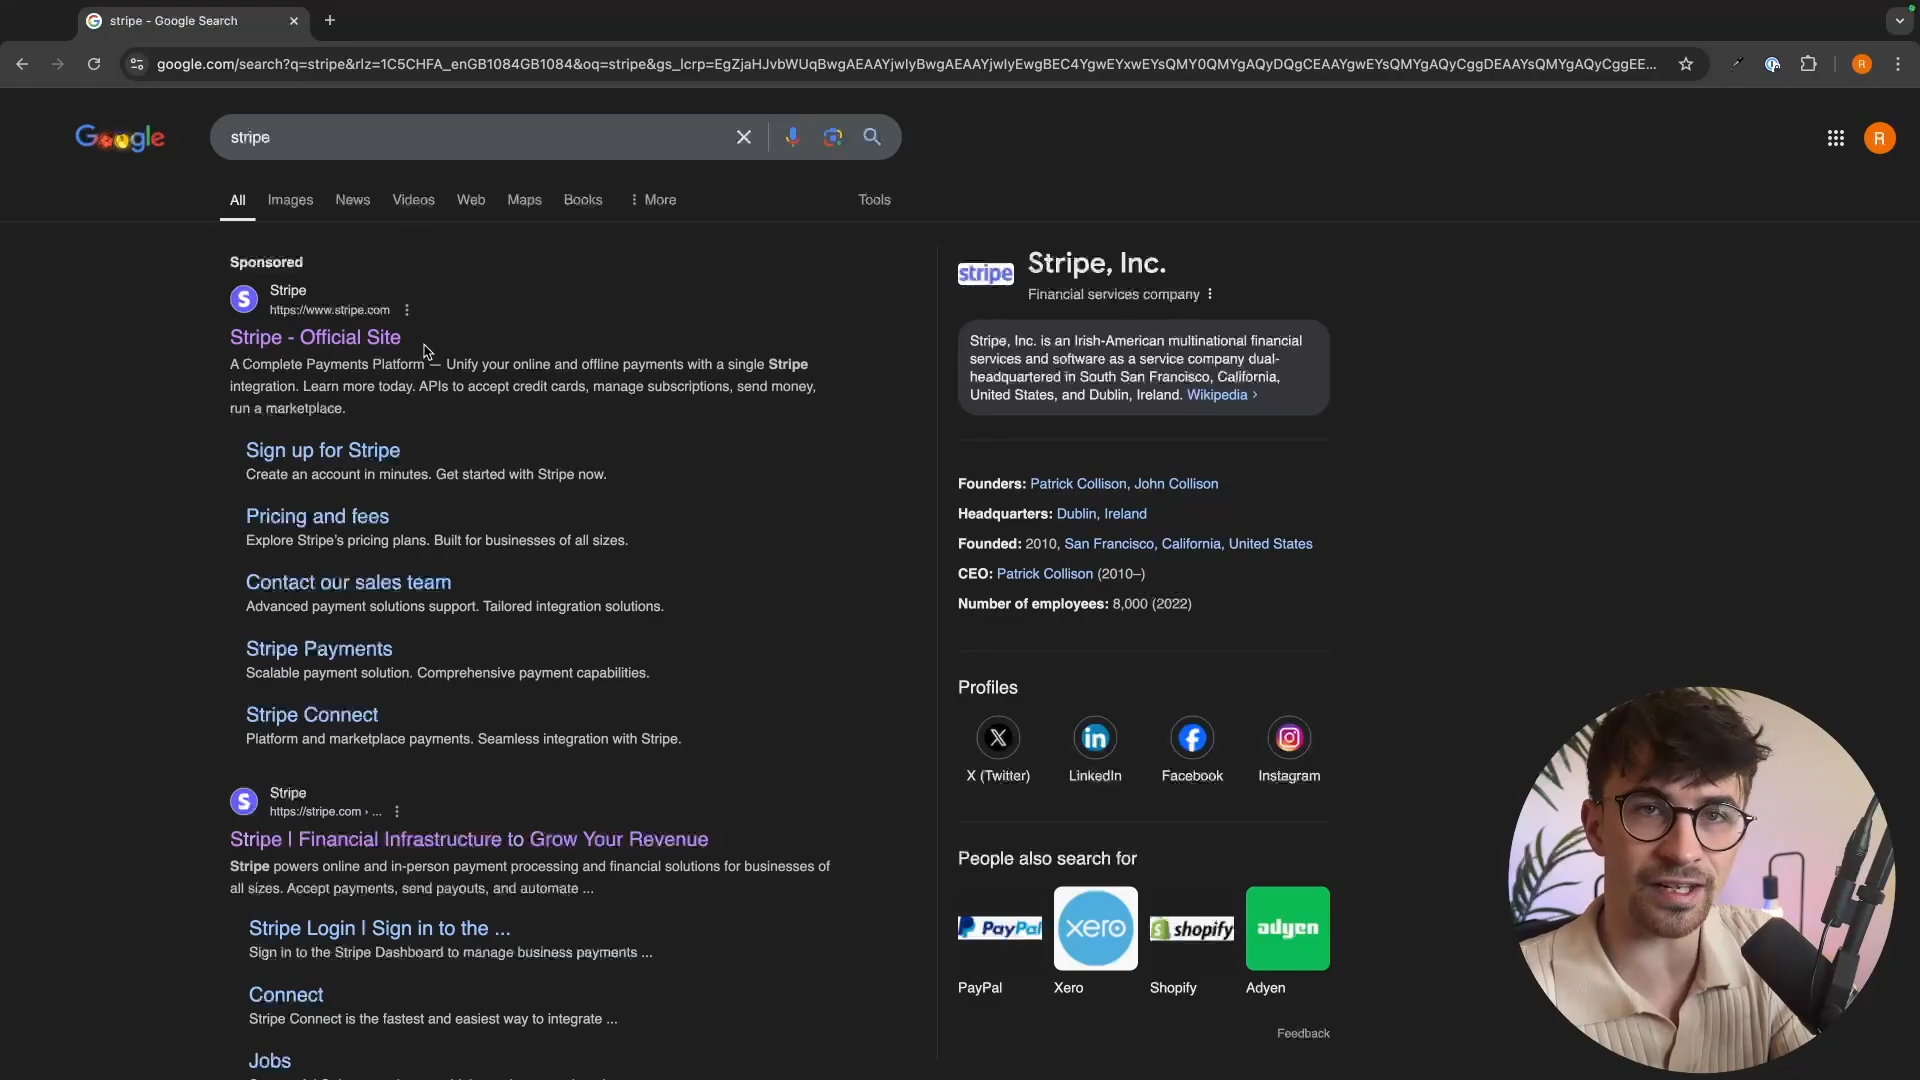 stripe - Google Search
google.com/search?q=stripe&rlz=1C5CHFA_enGB1084GB1084&oq=stripe&gs_lcrp=EgZjaHJvbWUqBwgAEAAYjwIyBwgAEAAYjwIyEwgBEC4YgwEYxwEYsQMY0QMYgAQyDQgCEAAYgwEYsQMYgAQyCggDEAAYsQMYgAQyCggEE...
R
Google
stripe
R
All
Images
News
Videos
Web
Maps
Books
More
Tools
Sponsored
S
Stripe
https://www.stripe.com
Stripe - Official Site
A Complete Payments Platform — Unify your online and offline payments with a single Stripe
integration. Learn more today. APIs to accept credit cards, manage subscriptions, send money,
run a marketplace.
Sign up for Stripe
Create an account in minutes. Get started with Stripe now.
Pricing and fees
Explore Stripe's pricing plans. Built for businesses of all sizes.
Contact our sales team
Advanced payment solutions support. Tailored integration solutions.
Stripe Payments
Scalable payment solution. Comprehensive payment capabilities.
Stripe Connect
Platform and marketplace payments. Seamless integration with Stripe.
S
Stripe
https://stripe.com › ...
Stripe | Financial Infrastructure to Grow Your Revenue
Stripe powers online and in-person payment processing and financial solutions for businesses of
all sizes. Accept payments, send payouts, and automate ...
Stripe Login | Sign in to the ...
Sign in to the Stripe Dashboard to manage business payments ...
Connect
Stripe Connect is the fastest and easiest way to integrate ...
Jobs
stripe
Stripe, Inc.
Financial services company
Stripe, Inc. is an Irish-American multinational financial
services and software as a service company dual-
headquartered in South San Francisco, California,
United States, and Dublin, Ireland. Wikipedia ›
Founders: Patrick Collison, John Collison
Headquarters: Dublin, Ireland
Founded: 2010, San Francisco, California, United States
CEO: Patrick Collison (2010–)
Number of employees: 8,000 (2022)
Profiles
X (Twitter)
LinkedIn
Facebook
Instagram
People also search for
PayPal
xero
shopify
adyen
PayPal
Xero
Shopify
Adyen
Feedback